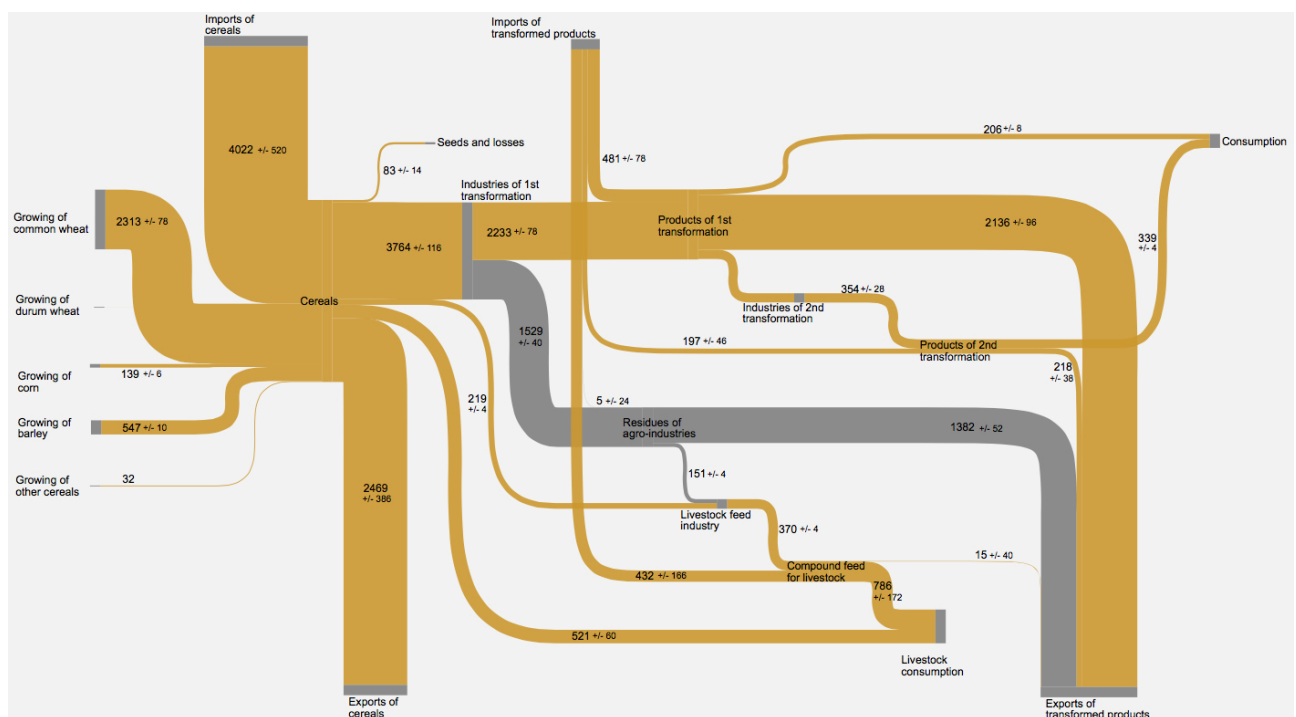 Imports of
cereals
Imports of
transformed products
4022 +/- 520
481 +/- 78
206 +/- 8
Consumption
Seeds and losses
83 +/- 14
Industries of 1st
transformation
Growing of
common wheat
2313 +/- 78
3764 +/- 116
2233 +/- 78
Products of 1st
transformation
2136 +/- 96
339
+/- 4
Growing of
durum wheat
Cereals
354 +/- 28
Industries of 2nd
transformation
1529
+/- 40
197 +/- 46
Products of 2nd
transformation
218
+/- 38
Growing of
corn
139 +/- 6
219
+/- 4
5 +/- 24
Growing of
barley
547 +/- 10
Residues of
agro-industries
1382 +/- 52
151 +/- 4
Growing of
other cereals
32
2469
+/- 386
Livestock feed
industry
370 +/- 4
15 +/- 40
432 +/- 166
Compound feed
for livestock
786
+/- 172
521 +/- 60
Livestock
consumption
Exports of
cereals
Exports of
transformed products